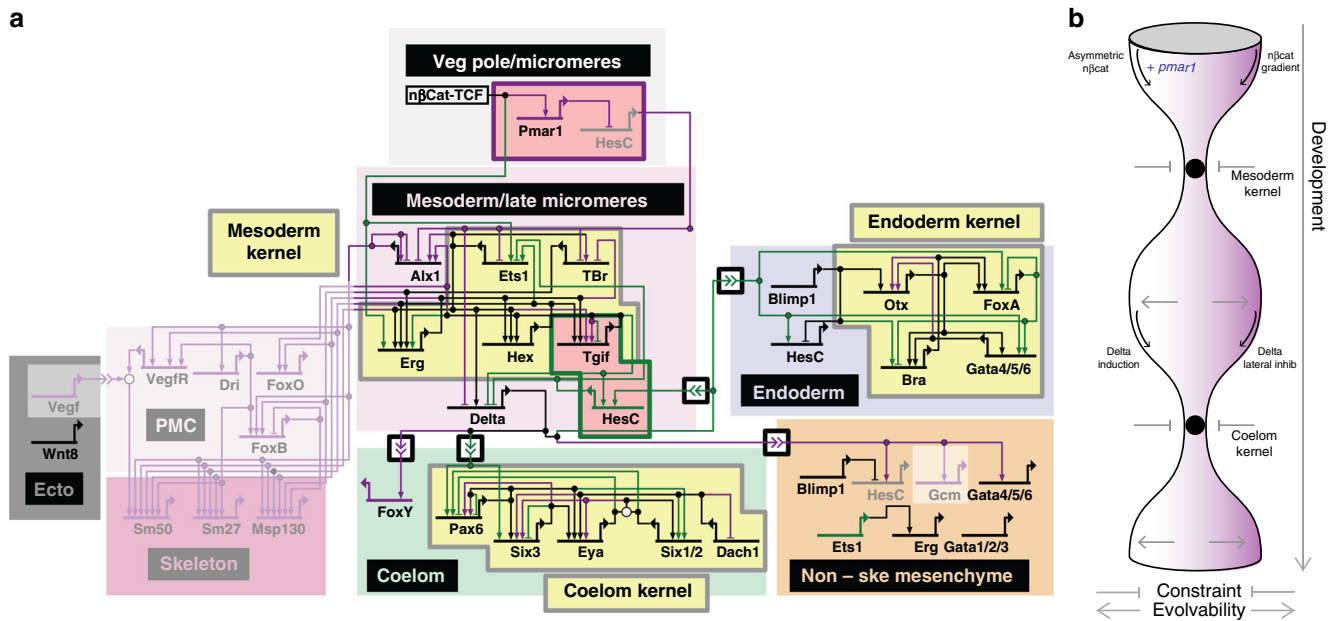 a
Veg pole/micromeres
nβCat-TCF
Pmar1
HesC
Mesoderm/late micromeres
Mesoderm
kernel
Alx1
Ets1
TBr
Erg
Hex
Tgif
Delta
HesC
Endoderm kernel
Blimp1
Otx
FoxA
HesC
Bra
Gata4/5/6
Endoderm
Vegf
Wnt8
Ecto
VegfR
Dri
FoxO
PMC
FoxB
Sm50
Sm27
Msp130
Skeleton
FoxY
Pax6
Six3
Eya
Six1/2
Dach1
Coelom
Coelom kernel
Blimp1
HesC
Gcm
Gata4/5/6
Ets1
Erg
Gata1/2/3
Non – ske mesenchyme
b
Asymmetric
nβcat
+ pmar1
nβcat
gradient
Mesoderm
kernel
Delta
induction
Delta
lateral inhib
Coelom
kernel
Development
Constraint
Evolvability